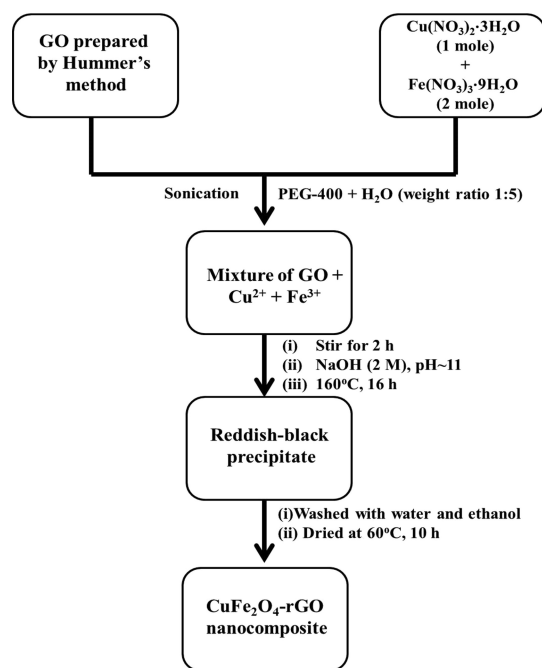 GO prepared
by Hummer’s
method
Cu(NO₃)₂·3H₂O
(1 mole)
+
Fe(NO₃)₃·9H₂O
(2 mole)
Sonication
PEG-400 + H₂O (weight ratio 1:5)
Mixture of GO +
Cu²⁺ + Fe³⁺
(i) Stir for 2 h
(ii) NaOH (2 M), pH~11
(iii) 160°C, 16 h
Reddish-black
precipitate
(i)Washed with water and ethanol
(ii) Dried at 60°C, 10 h
CuFe₂O₄-rGO
nanocomposite